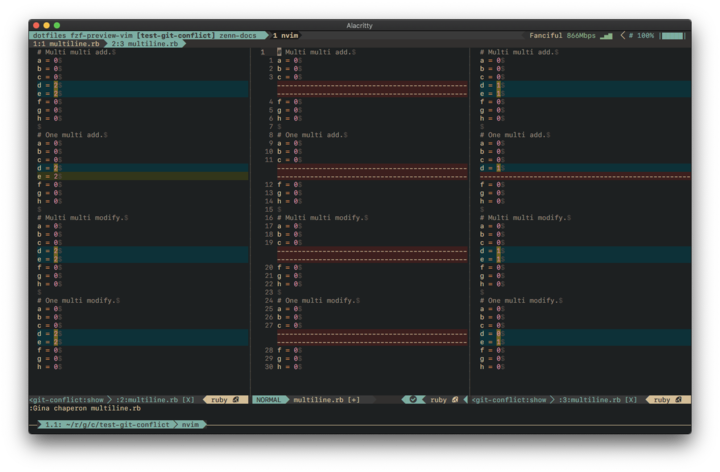 Alacritty
dotfiles fzf-preview-vim [test-git-conflict] zenn-docs 1 nvim Fanciful 866Mbps # 100%
1:1 multiline.rb 2:3 multiline.rb
# Multi multi add.$
a = 0$
b = 0$
c = 0$
d = 2$
e = 2$
f = 0$
g = 0$
h = 0$
$
# One multi add.$
a = 0$
b = 0$
c = 0$
d = 2$
e = 2$
f = 0$
g = 0$
h = 0$
$
# Multi multi modify.$
a = 0$
b = 0$
c = 0$
d = 2$
e = 2$
f = 0$
g = 0$
h = 0$
$
# One multi modify.$
a = 0$
b = 0$
c = 0$
d = 2$
e = 2$
f = 0$
g = 0$
h = 0$
1 # Multi multi add.$
1 a = 0$
2 b = 0$
3 c = 0$
4 f = 0$
5 g = 0$
6 h = 0$
7 $
8 # One multi add.$
9 a = 0$
10 b = 0$
11 c = 0$
12 f = 0$
13 g = 0$
14 h = 0$
15 $
16 # Multi multi modify.$
17 a = 0$
18 b = 0$
19 c = 0$
20 f = 0$
21 g = 0$
22 h = 0$
23 $
24 # One multi modify.$
25 a = 0$
26 b = 0$
27 c = 0$
28 f = 0$
29 g = 0$
30 h = 0$
# Multi multi add.$
a = 0$
b = 0$
c = 0$
d = 1$
e = 1$
f = 0$
g = 0$
h = 0$
$
# One multi add.$
a = 0$
b = 0$
c = 0$
d = 1$
f = 0$
g = 0$
h = 0$
$
# Multi multi modify.$
a = 0$
b = 0$
c = 0$
d = 1$
e = 1$
f = 0$
g = 0$
h = 0$
$
# One multi modify.$
a = 0$
b = 0$
c = 0$
d = 0$
e = 1$
f = 0$
g = 0$
h = 0$
<git-conflict:show :2:multiline.rb [X] ruby
NORMAL multiline.rb [+] ruby
<git-conflict:show :3:multiline.rb [X] ruby
:Gina chaperon multiline.rb
1.1: ~/r/g/c/test-git-conflict nvim